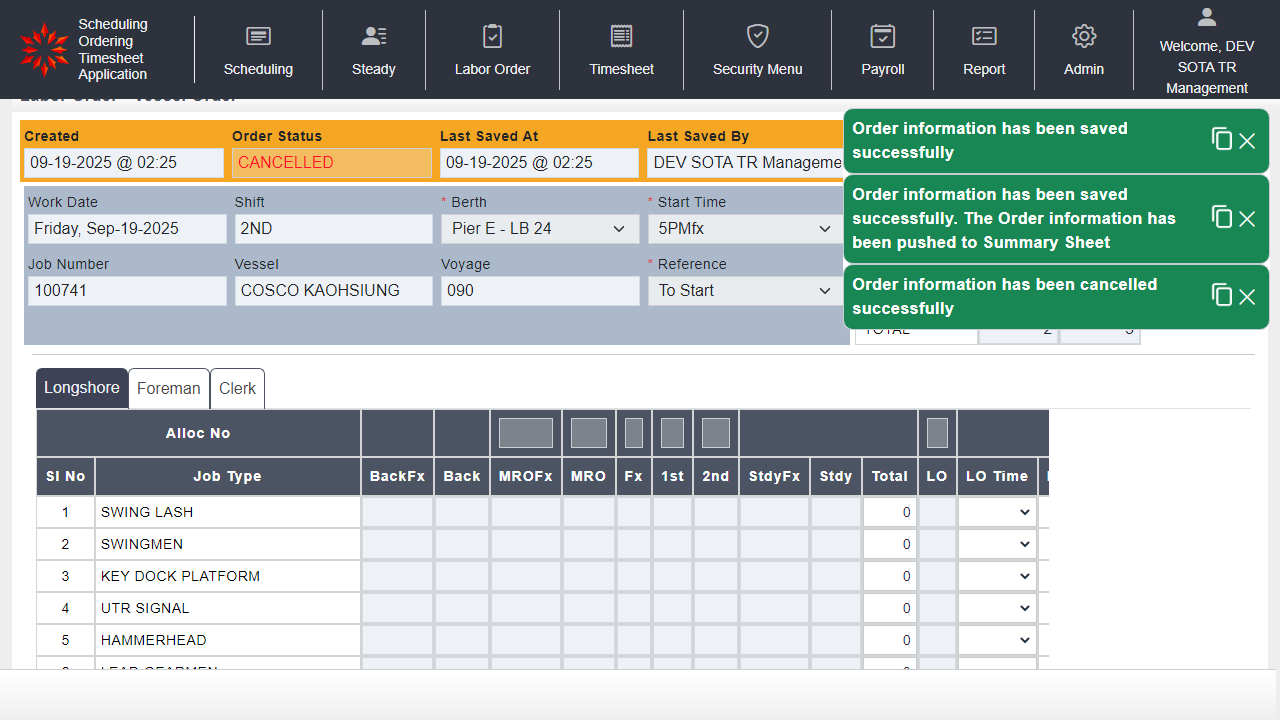 Scheduling
Ordering
Timesheet
Application
Scheduling
Steady
Labor Order
Timesheet
Security Menu
Payroll
Report
Admin
Welcome, DEV
SOTA TR
Management
Created
Order Status
Last Saved At
Last Saved By
09-19-2025 @ 02:25
CANCELLED
09-19-2025 @ 02:25
DEV SOTA TR Manageme
Order information has been saved
successfully
Order information has been saved
successfully. The Order information has
been pushed to Summary Sheet
Order information has been cancelled
successfully
Work Date
Shift
* Berth
* Start Time
Friday, Sep-19-2025
2ND
Pier E - LB 24
5PMfx
Job Number
Vessel
Voyage
* Reference
100741
COSCO KAOHSIUNG
090
To Start
TOTAL 2
Longshore
Foreman
Clerk
Alloc No
SI No Job Type BackFx Back MROFx MRO Fx 1st 2nd StdyFx Stdy Total LO LO Time
1 SWING LASH 0
2 SWINGMEN 0
3 KEY DOCK PLATFORM 0
4 UTR SIGNAL 0
5 HAMMERHEAD 0